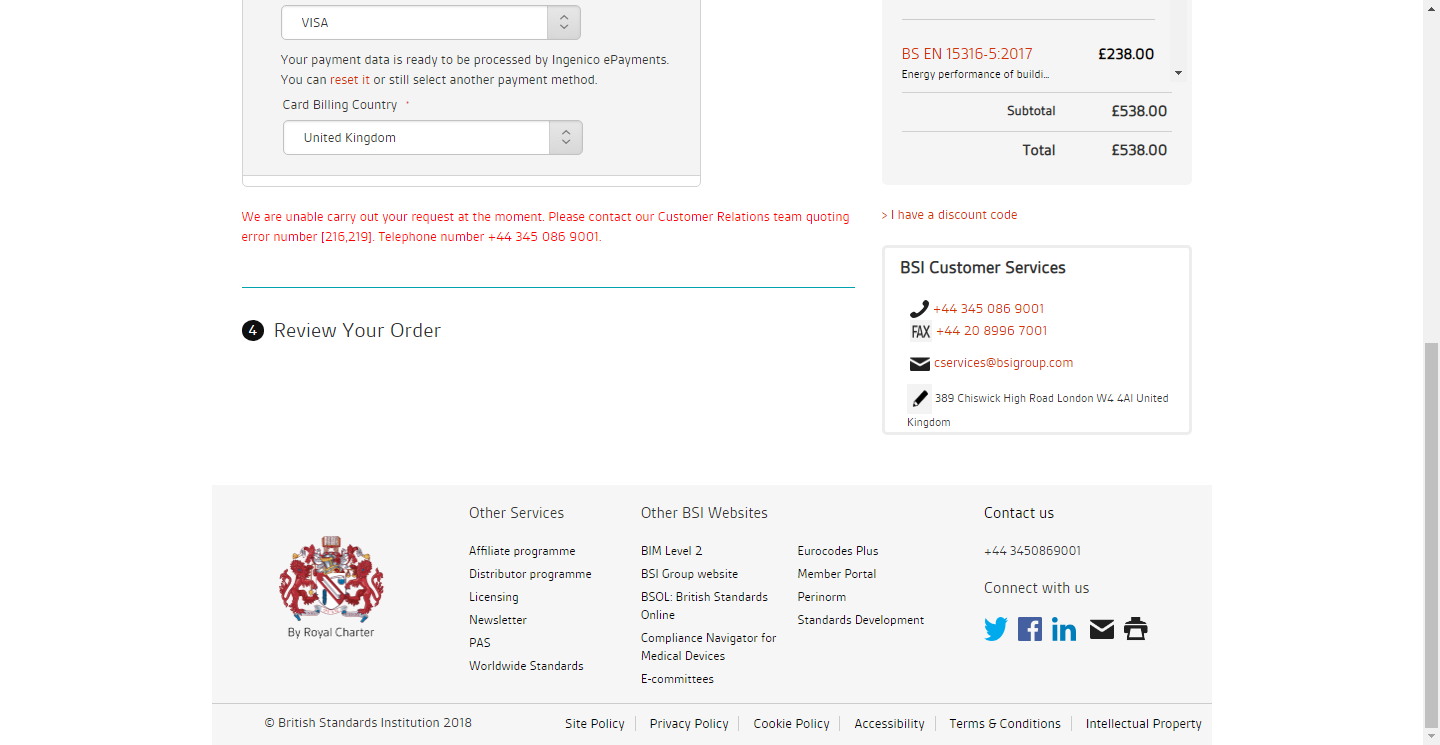 VISA
Your payment data is ready to be processed by Ingenico ePayments.
You can reset it or still select another payment method.
Card Billing Country *
United Kingdom
We are unable carry out your request at the moment. Please contact our Customer Relations team quoting
error number [216,219]. Telephone number +44 345 086 9001.
4 Review Your Order
BS EN 15316-5:2017 £238.00
Energy performance of buildi...
Subtotal £538.00
Total £538.00
> I have a discount code
BSI Customer Services
+44 345 086 9001
FAX +44 20 8996 7001
cservices@bsigroup.com
389 Chiswick High Road London W4 4Al United
Kingdom
By Royal Charter
Other Services
Affiliate programme
Distributor programme
Licensing
Newsletter
PAS
Worldwide Standards
Other BSI Websites
BIM Level 2
BSI Group website
BSOL: British Standards
Online
Compliance Navigator for
Medical Devices
E-committees
Eurocodes Plus
Member Portal
Perinorm
Standards Development
Contact us
+44 3450869001
Connect with us
© British Standards Institution 2018
Site Policy
Privacy Policy
Cookie Policy
Accessibility
Terms & Conditions
Intellectual Property